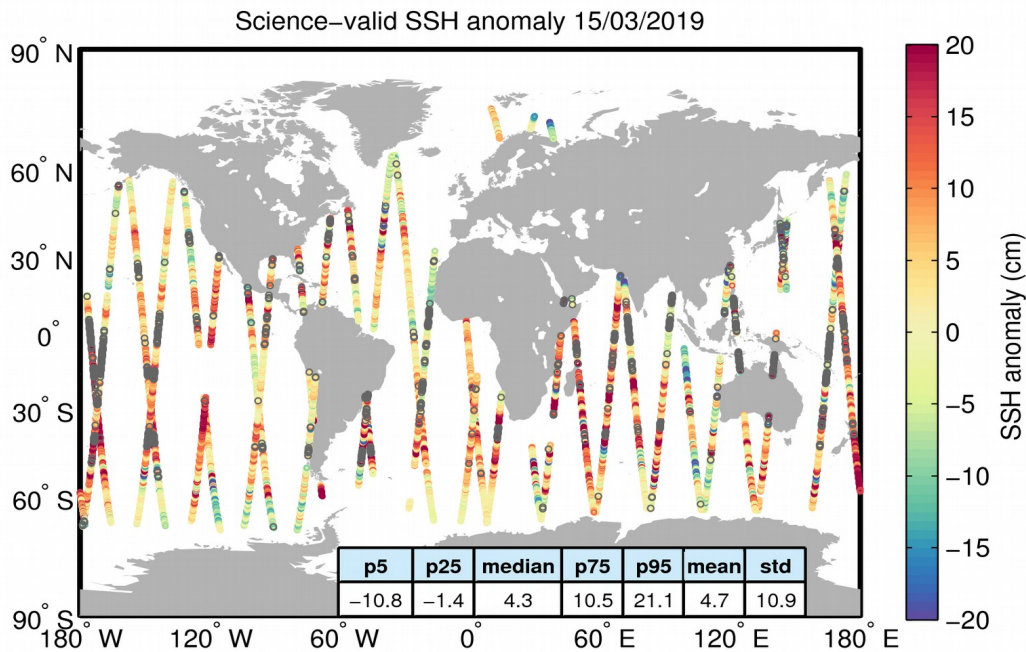 Science−valid SSH anomaly 15/03/2019
90° N
60° N
30° N
0°
30° S
60° S
90° S
180° W
120° W
60° W
0°
60° E
120° E
180° E
p5 p25 median p75 p95 mean std
−10.8 −1.4 4.3 10.5 21.1 4.7 10.9
20
15
10
5
0
−5
−10
−15
−20
SSH anomaly (cm)